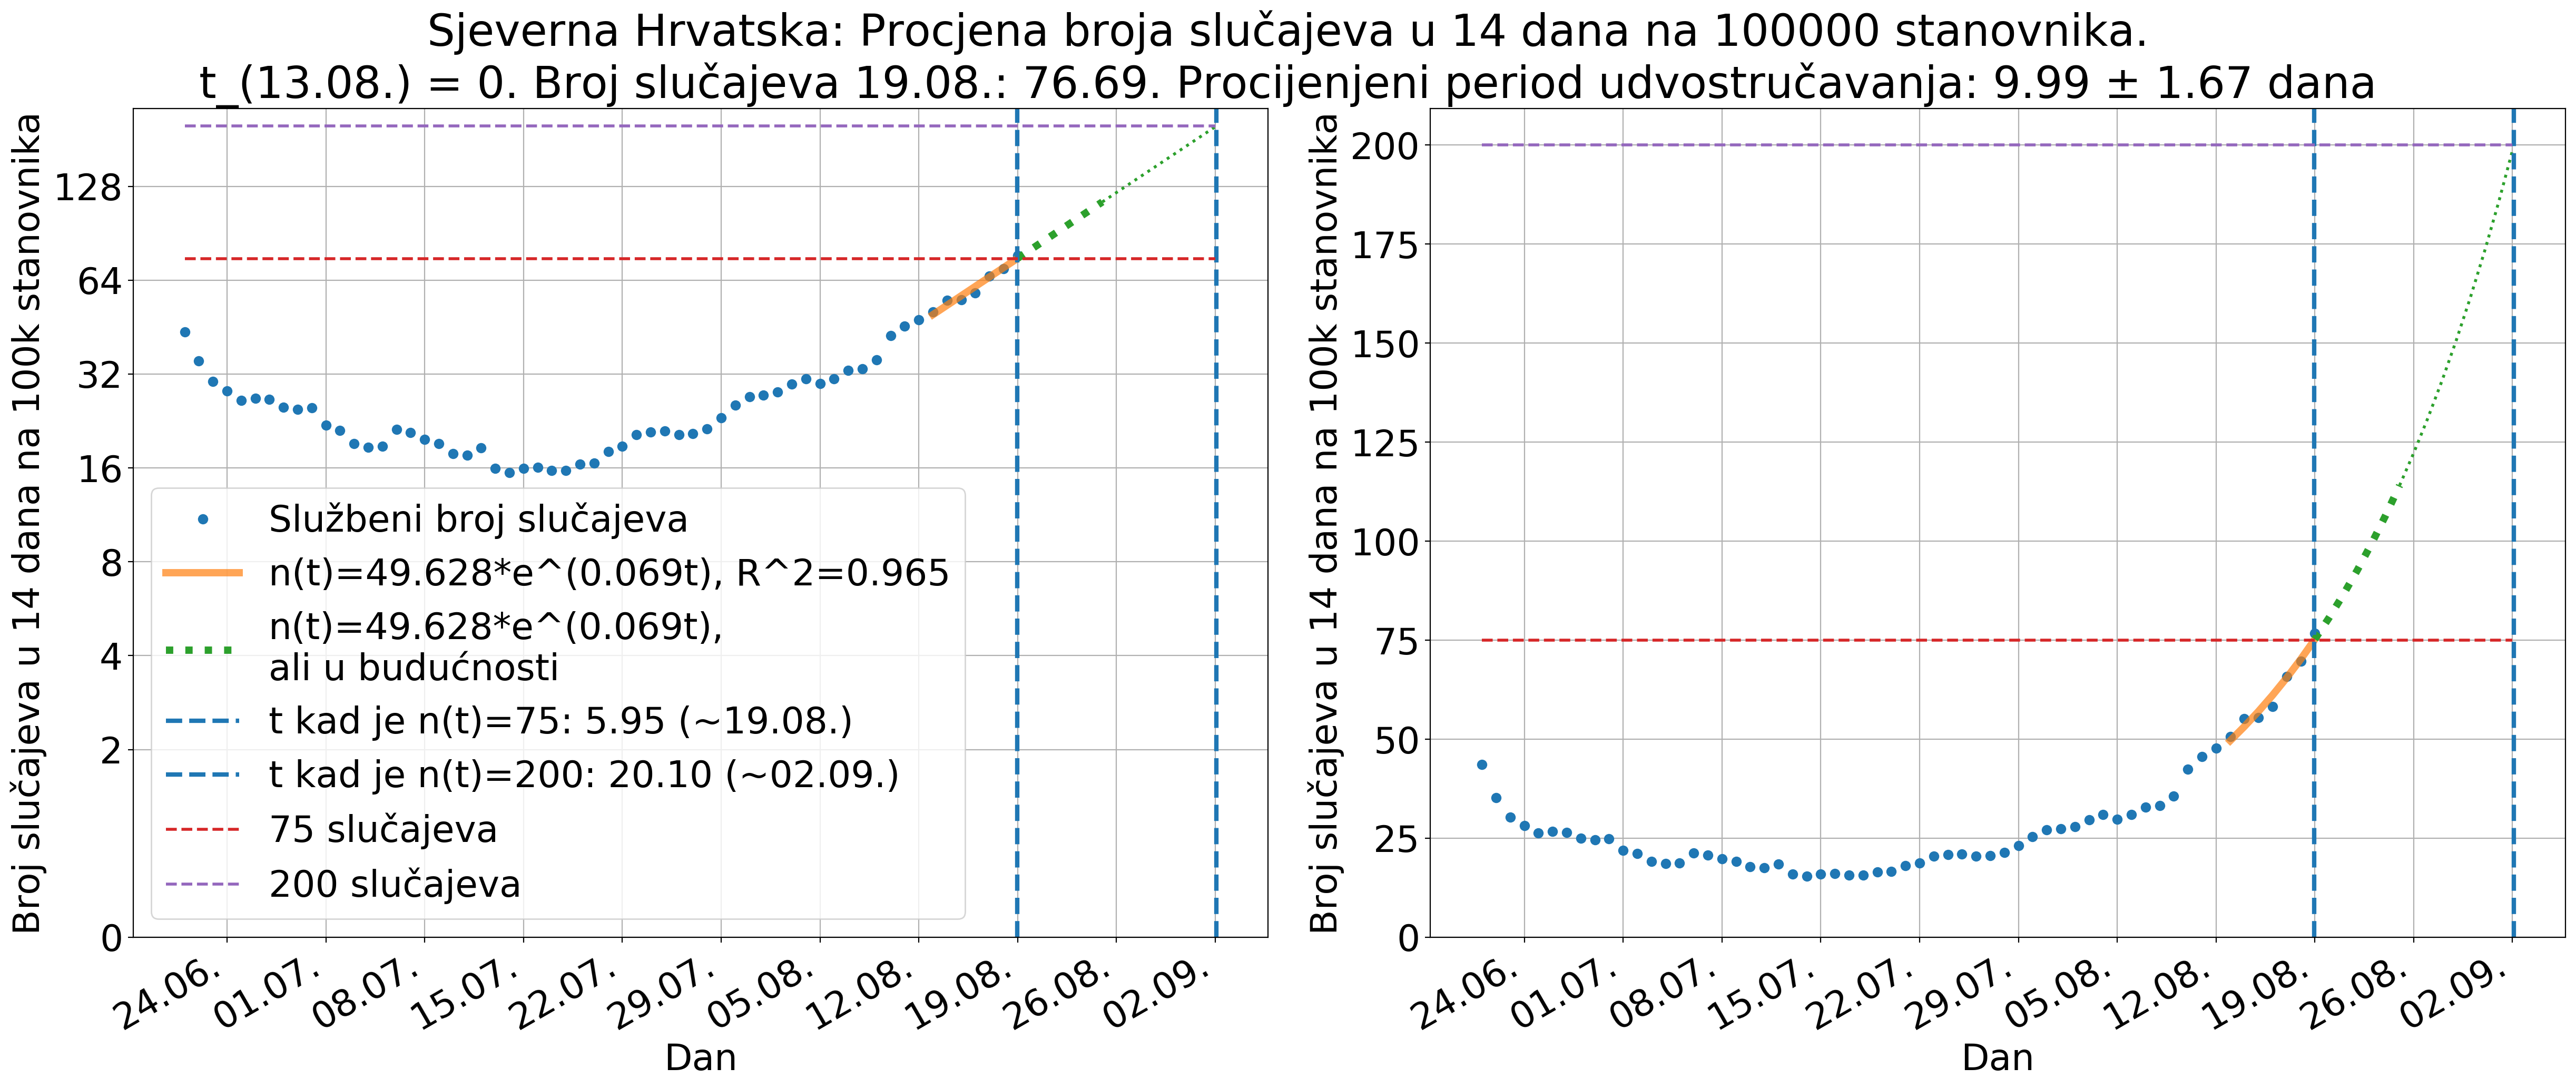 Sjeverna Hrvatska: Procjena broja slučajeva u 14 dana na 100000 stanovnika.
t_(13.08.) = 0. Broj slučajeva 19.08.: 76.69. Procijenjeni period udvostručavanja: 9.99 ± 1.67 dana
Broj slučajeva u 14 dana na 100k stanovnika
128
64
32
16
8
4
2
0
Službeni broj slučajeva
n(t)=49.628*e^(0.069t), R^2=0.965
n(t)=49.628*e^(0.069t),
ali u budućnosti
t kad je n(t)=75: 5.95 (~19.08.)
t kad je n(t)=200: 20.10 (~02.09.)
75 slučajeva
200 slučajeva
24.06.
01.07.
08.07.
15.07.
22.07.
29.07.
05.08.
12.08.
19.08.
26.08.
02.09.
Dan
Broj slučajeva u 14 dana na 100k stanovnika
200
175
150
125
100
75
50
25
0
24.06.
01.07.
08.07.
15.07.
22.07.
29.07.
05.08.
12.08.
19.08.
26.08.
02.09.
Dan